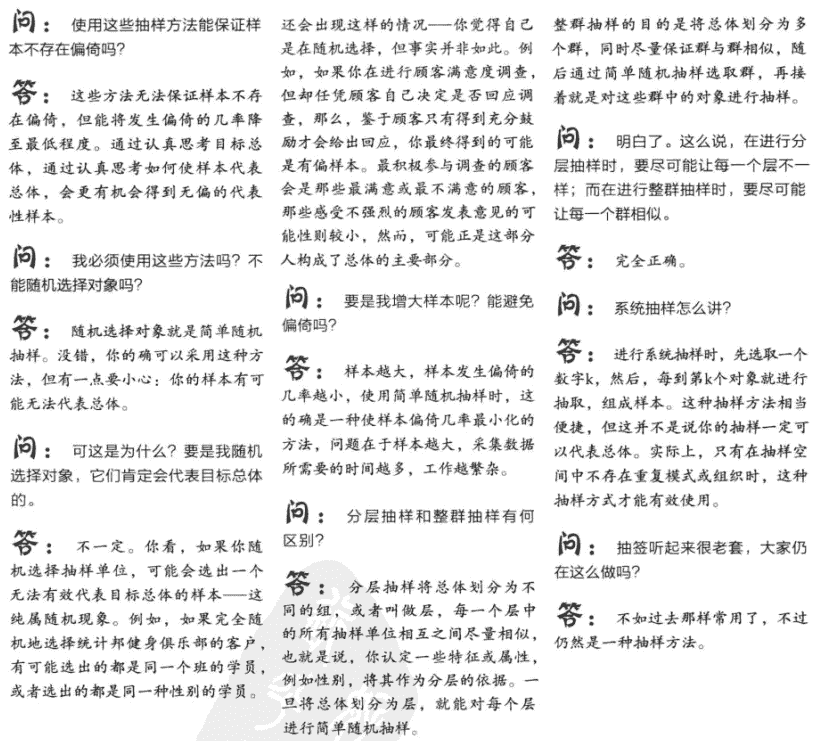 问： 使用这些抽样方法能保证样
本不存在偏倚吗？
答： 这些方法无法保证样本不存
在偏倚，但能将发生偏倚的几率降
至最低程度。通过认真思考目标总
体，通过认真思考如何使样本代表
总体，会更有机会得到无偏的代表
性样本。
问： 我必须使用这些方法吗？不
能随机选择对象吗？
答： 随机选择对象就是简单随机
抽样。没错，你的确可以采用这种方
法，但有一点要小心：你的样本有可
能无法代表总体。
问： 可这是为什么？要是我随机
选择对象，它们肯定会代表目标总体
的。
答： 不一定。你看，如果你随
机选择抽样单位，可能会选出一个
无法有效代表目标总体的样本——这
纯属随机现象。例如，如果完全随
机地选择统计邦健身俱乐部的客户，
有可能选出的都是同一个班的学员，
或者选出的都是同一种性别的学员。
还会出现这样的情况——你觉得自己
是在随机选择，但事实并非如此。例
如，如果你在进行顾客满意度调查，
但却任凭顾客自己决定是否回应调
查，那么，鉴于顾客只有得到充分鼓
励才会给出回应，你最终得到的可能
是有偏样本。最积极参与调查的顾客
会是那些最满意或最不满意的顾客，
那些感受不强烈的顾客发表意见的可
能性则较小，然而，可能正是这部分
人构成了总体的主要部分。
问： 要是我增大样本呢？能避免
偏倚吗？
答： 样本越大，样本发生偏倚的
几率越小，使用简单随机抽样时，这
的确是一种使样本偏倚几率最小化的
方法，问题在于样本越大，采集数据
所需要的时间越多，工作越繁杂。
问： 分层抽样和整群抽样有何
区别？
答： 分层抽样将总体划分为不
同的组，或者叫做层，每一个层中
的所有抽样单位相互之间尽量相似，
也就是说，你认定一些特征或属性，
例如性别，将其作为分层的依据。一
旦将总体划分为层，就能对每个层
进行简单随机抽样。
整群抽样的目的是将总体划分为多
个群，同时尽量保证群与群相似，随
后通过简单随机抽样选取群，再接
着就是对这些群中的对象进行抽样。
问： 明白了。这么说，在进行分
层抽样时，要尽可能让每一个层不一
样；而在进行整群抽样时，要尽可能
让每一个群相似。
答： 完全正确。
问： 系统抽样怎么讲？
答： 进行系统抽样时，先选取一个
数字k，然后，每到第k个对象就进行
抽取，组成样本。这种抽样方法相当
便捷，但这并不是说你的抽样一定可
以代表总体。实际上，只有在抽样空
间中不存在重复模式或组织时，这种
抽样方式才能有效使用。
问： 抽签听起来很老套，大家仍
在这么做吗？
答： 不如过去那样常用了，不过
仍然是一种抽样方法。